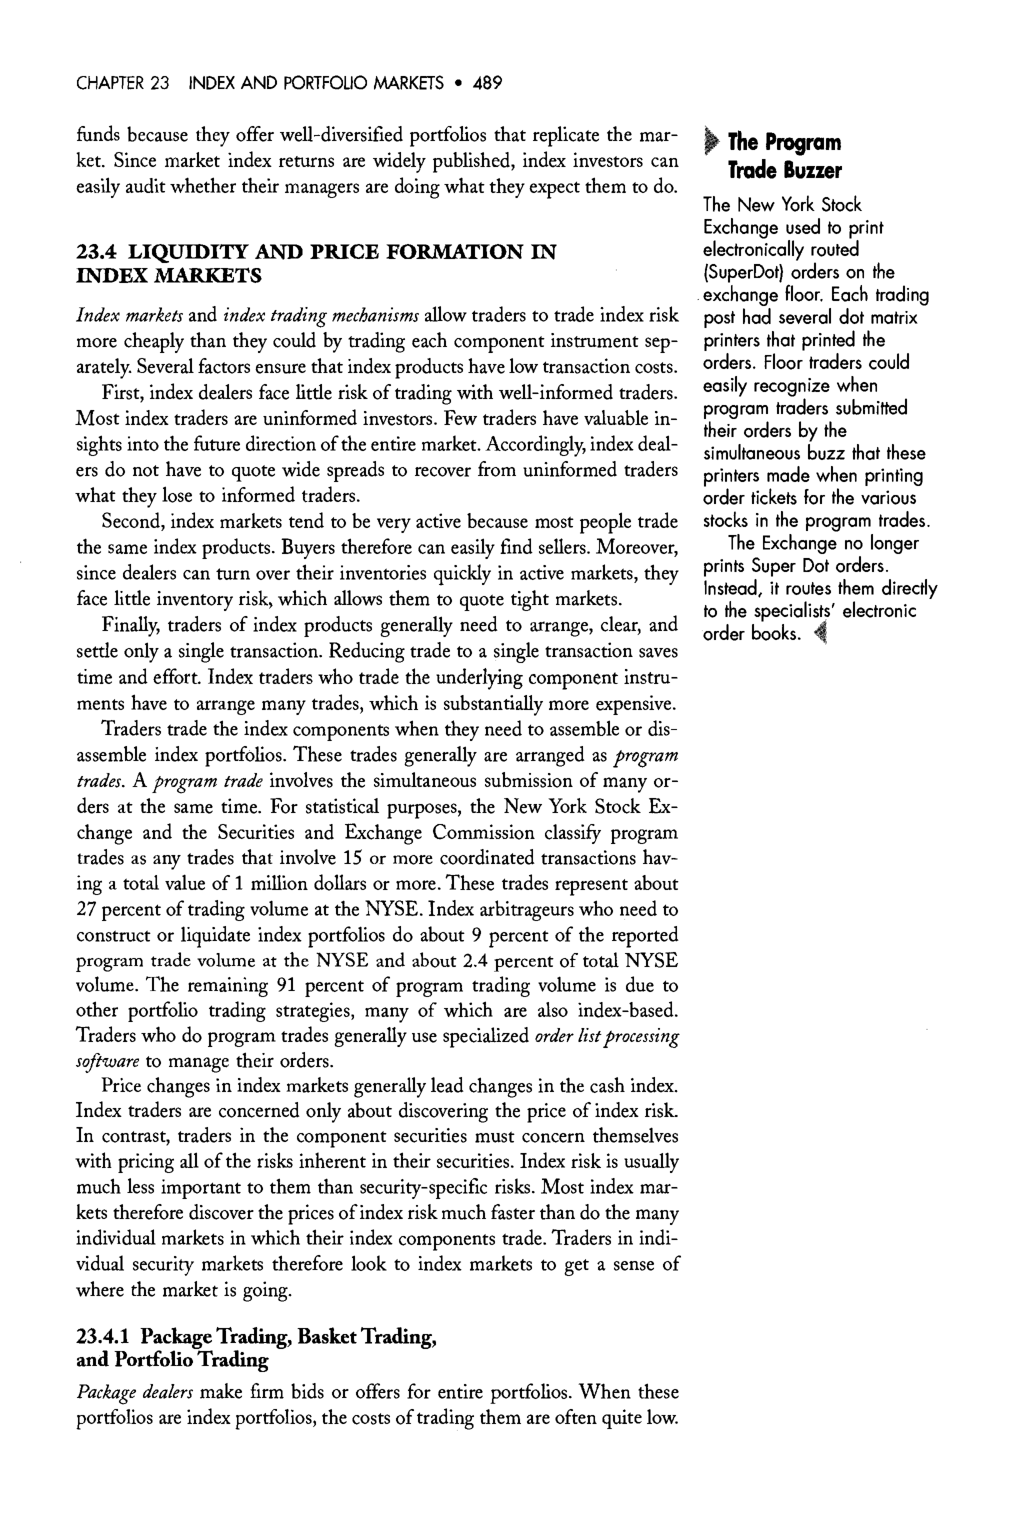 CHAPTER 23 INDEX AND PORTFOLIO MARKETS • 489
funds because they offer well-diversified portfolios that replicate the mar-
ket. Since market index returns are widely published, index investors can
easily audit whether their managers are doing what they expect them to do.
23.4 LIQUIDITY AND PRICE FORMATION IN
INDEX MARKETS
Index markets and index trading mechanisms allow traders to trade index risk
more cheaply than they could by trading each component instrument sep-
arately. Several factors ensure that index products have low transaction costs.
First, index dealers face little risk of trading with well-informed traders.
Most index traders are uninformed investors. Few traders have valuable in-
sights into the future direction of the entire market. Accordingly, index deal-
ers do not have to quote wide spreads to recover from uninformed traders
what they lose to informed traders.
Second, index markets tend to be very active because most people trade
the same index products. Buyers therefore can easily find sellers. Moreover,
since dealers can turn over their inventories quickly in active markets, they
face little inventory risk, which allows them to quote tight markets.
Finally, traders of index products generally need to arrange, clear, and
settle only a single transaction. Reducing trade to a single transaction saves
time and effort. Index traders who trade the underlying component instru-
ments have to arrange many trades, which is substantially more expensive.
Traders trade the index components when they need to assemble or dis-
assemble index portfolios. These trades generally are arranged as program
trades. A program trade involves the simultaneous submission of many or-
ders at the same time. For statistical purposes, the New York Stock Ex-
change and the Securities and Exchange Commission classify program
trades as any trades that involve 15 or more coordinated transactions hav-
ing a total value of 1 million dollars or more. These trades represent about
27 percent of trading volume at the NYSE. Index arbitrageurs who need to
construct or liquidate index portfolios do about 9 percent of the reported
program trade volume at the NYSE and about 2.4 percent of total NYSE
volume. The remaining 91 percent of program trading volume is due to
other portfolio trading strategies, many of which are also index-based.
Traders who do program trades generally use specialized order list processing
software to manage their orders.
Price changes in index markets generally lead changes in the cash index.
Index traders are concerned only about discovering the price of index risk.
In contrast, traders in the component securities must concern themselves
with pricing all of the risks inherent in their securities. Index risk is usually
much less important to them than security-specific risks. Most index mar-
kets therefore discover the prices of index risk much faster than do the many
individual markets in which their index components trade. Traders in indi-
vidual security markets therefore look to index markets to get a sense of
where the market is going.
23.4.1 Package Trading, Basket Trading,
and Portfolio Trading
Package dealers make firm bids or offers for entire portfolios. When these
portfolios are index portfolios, the costs of trading them are often quite low.
The Program
Trade Buzzer
The New York Stock
Exchange used to print
electronically routed
(SuperDot) orders on the
exchange floor. Each trading
post had several dot matrix
printers that printed the
orders. Floor traders could
easily recognize when
program traders submitted
their orders by the
simultaneous buzz that these
printers made when printing
order tickets for the various
stocks in the program trades.
The Exchange no longer
prints Super Dot orders.
Instead, it routes them directly
to the specialists' electronic
order books.